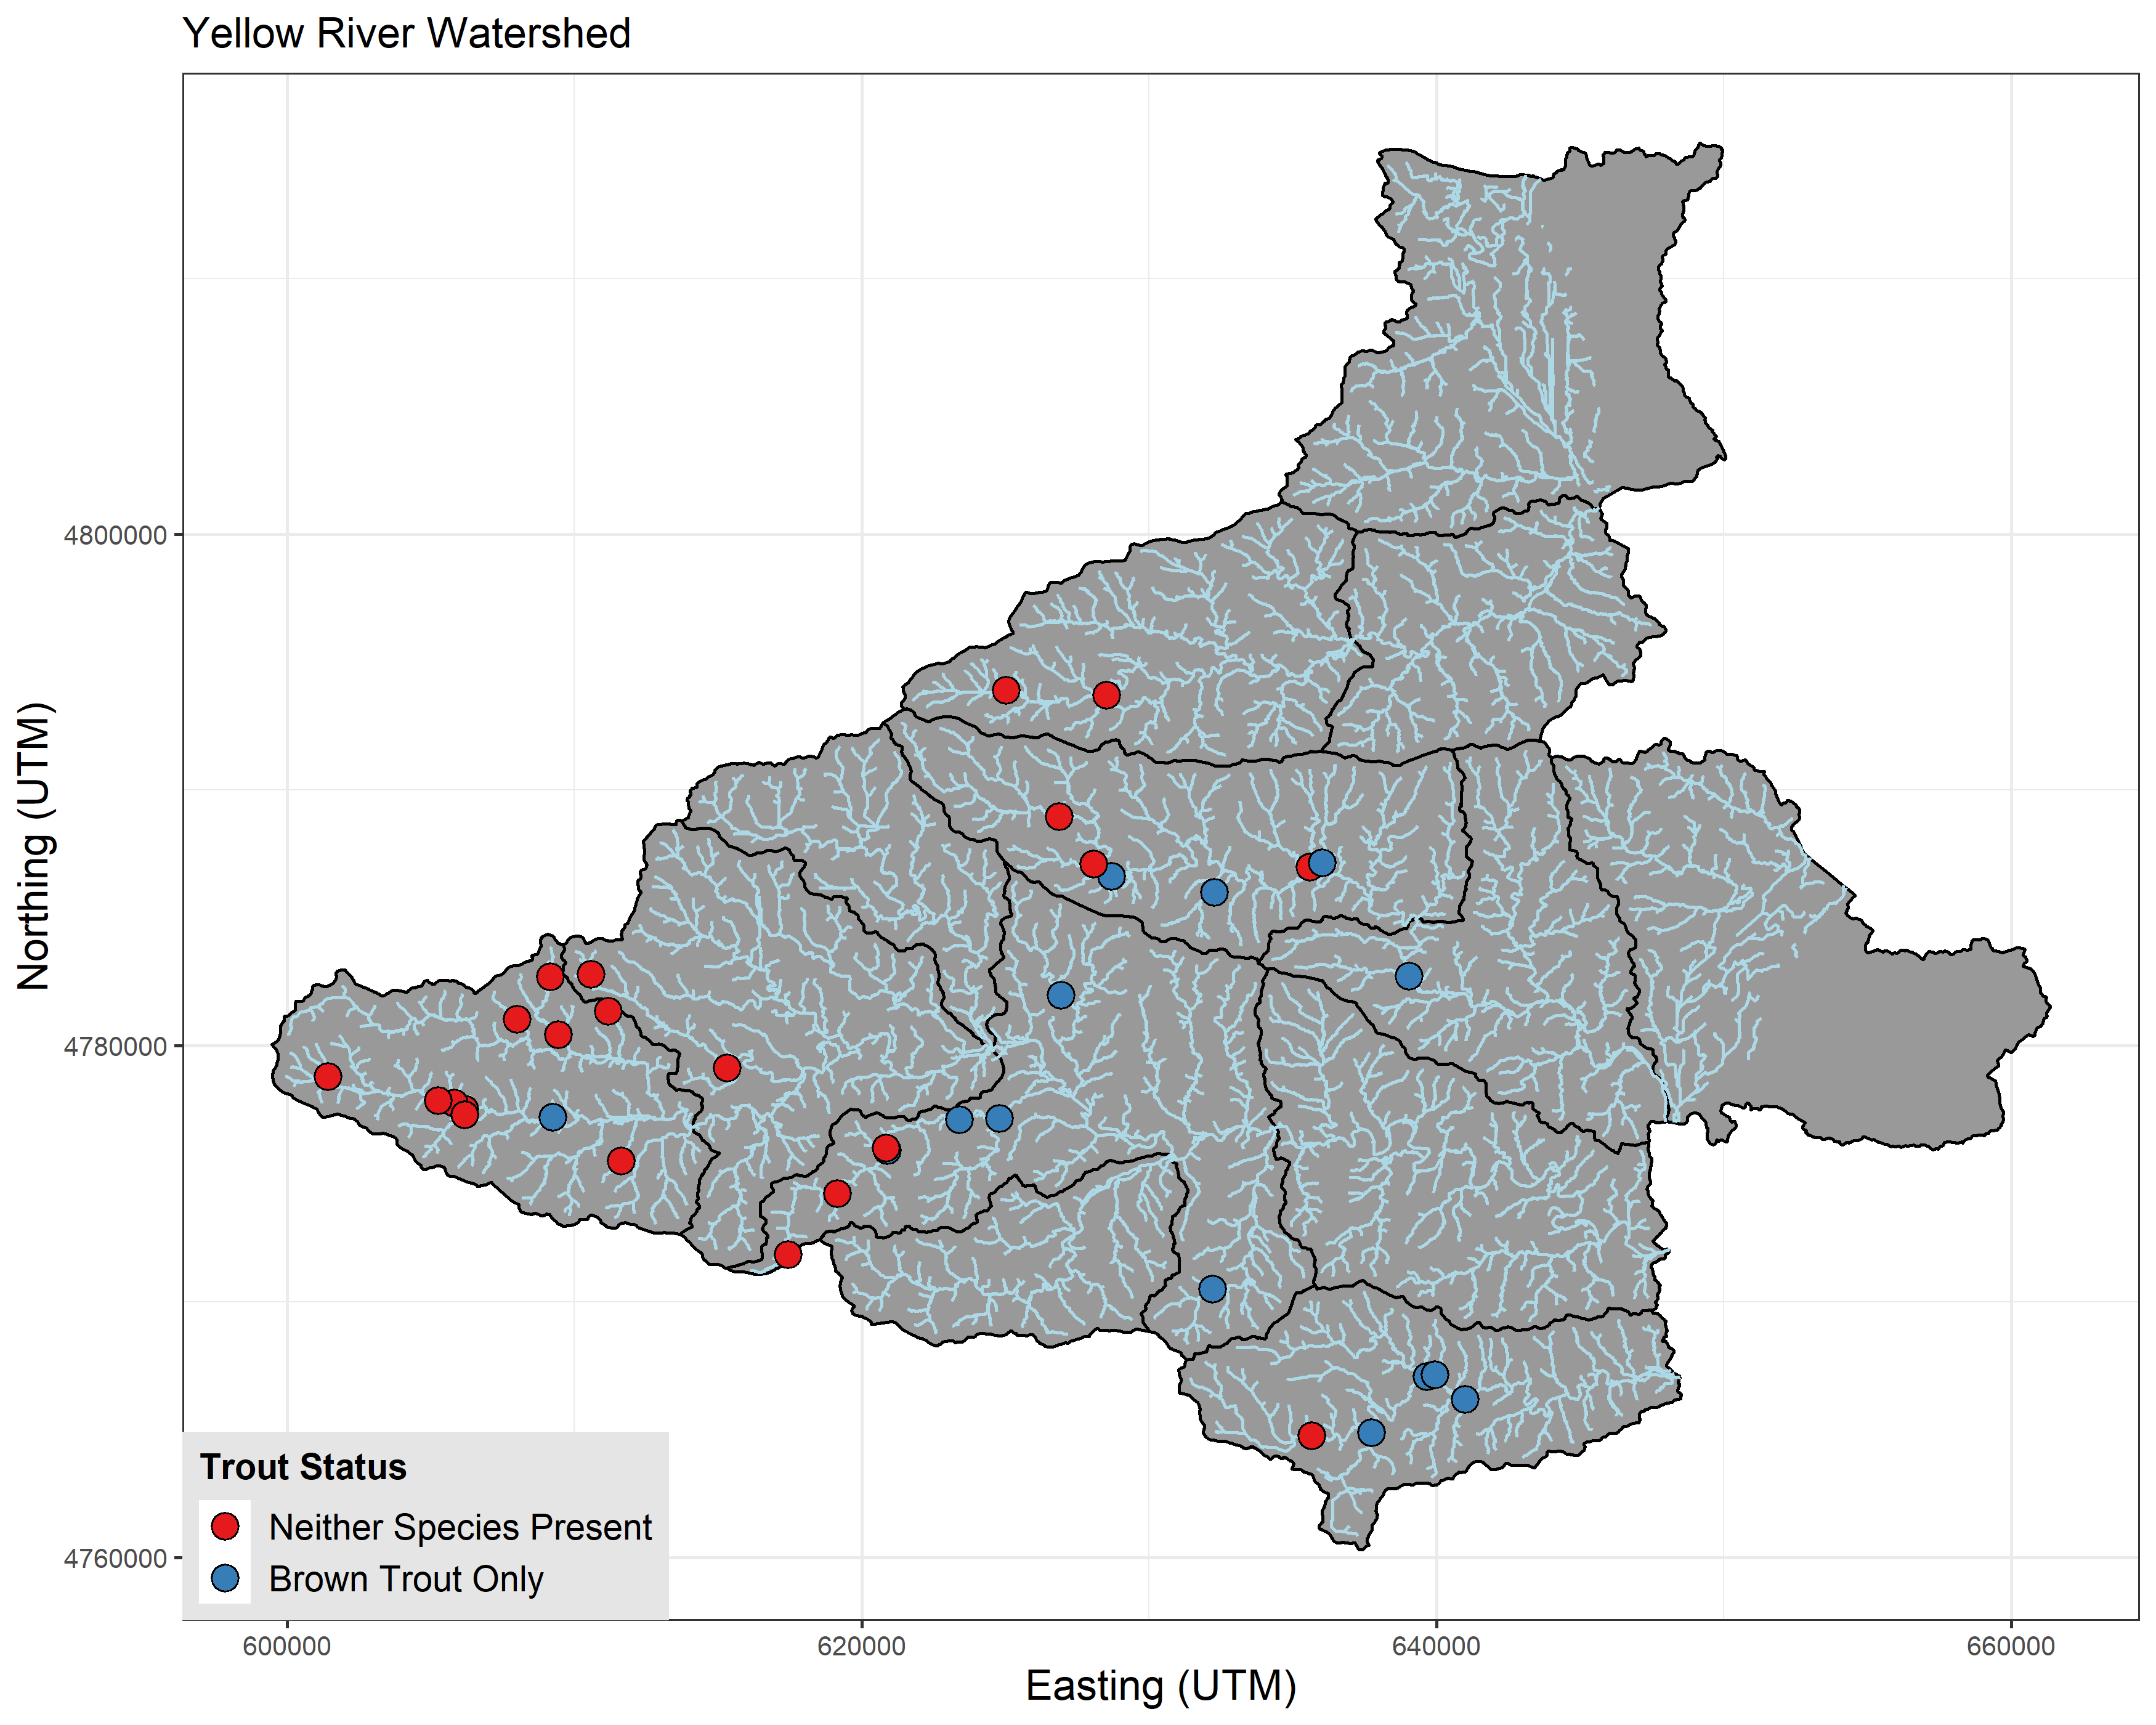 Yellow River Watershed
Northing (UTM)
4800000
4780000
4760000
Trout Status
Neither Species Present
Brown Trout Only
600000
620000
640000
660000
Easting (UTM)